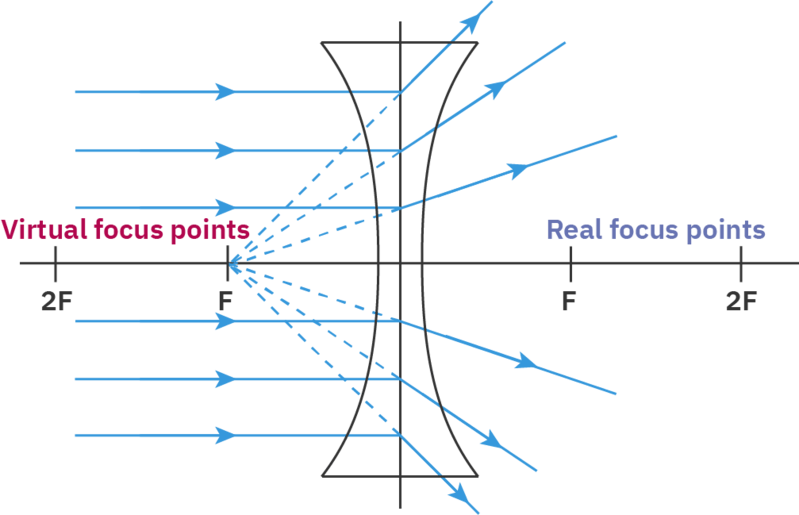 Virtual focus points
Real focus points
2F
F
F
2F